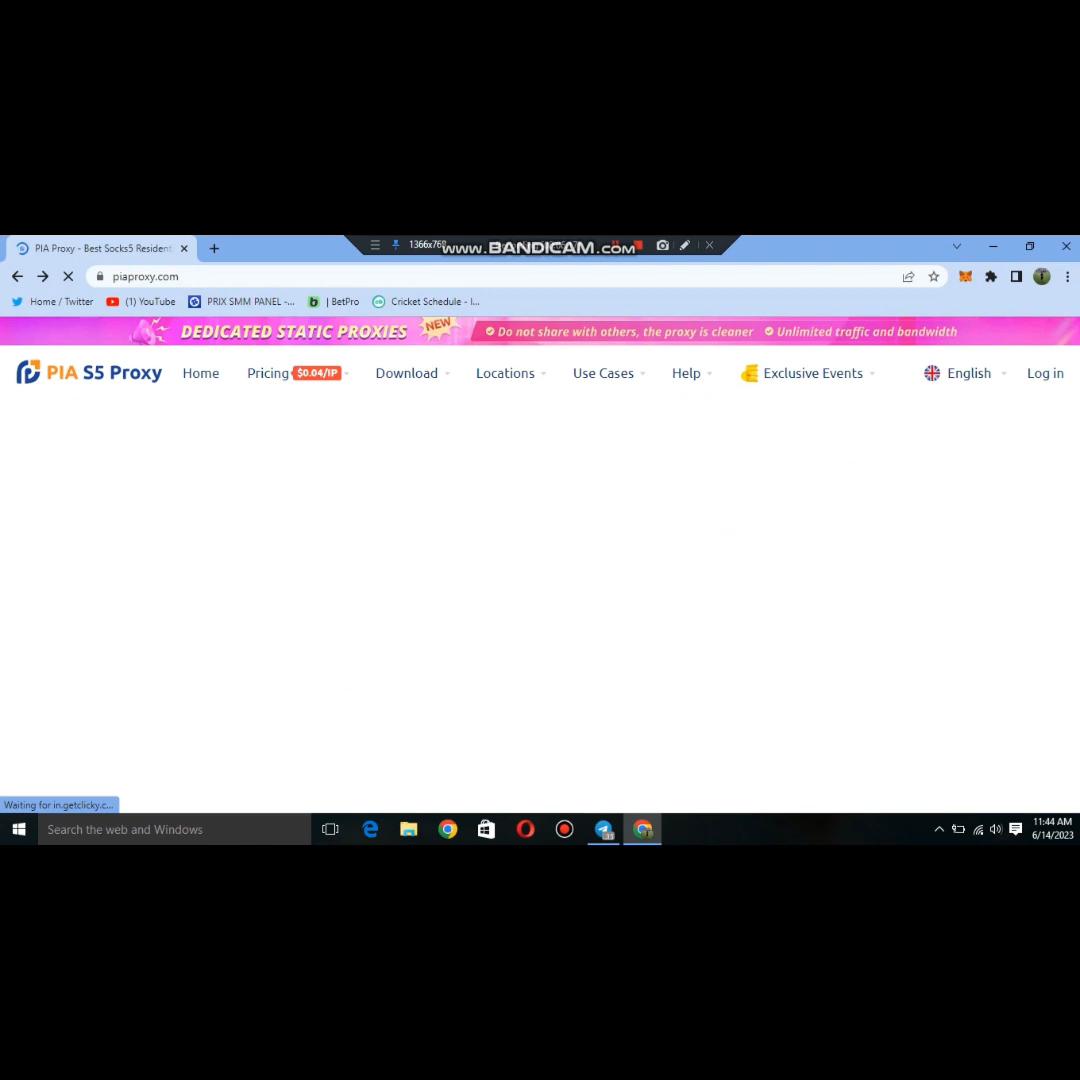 PIA Proxy - Best Socks5 Resident
1366x768
www.BANDICAM.com
piaproxy.com
Home / Twitter
(1) YouTube
PRIX SMM PANEL -...
| BetPro
Cricket Schedule - I...
DEDICATED STATIC PROXIES
NEW
Do not share with others, the proxy is cleaner
Unlimited traffic and bandwidth
PIA S5 Proxy
Home
Pricing
$0.04/IP
Download
Locations
Use Cases
Help
Exclusive Events
English
Log in
Waiting for in.getclicky.c...
Search the web and Windows
11:44 AM
6/14/2023